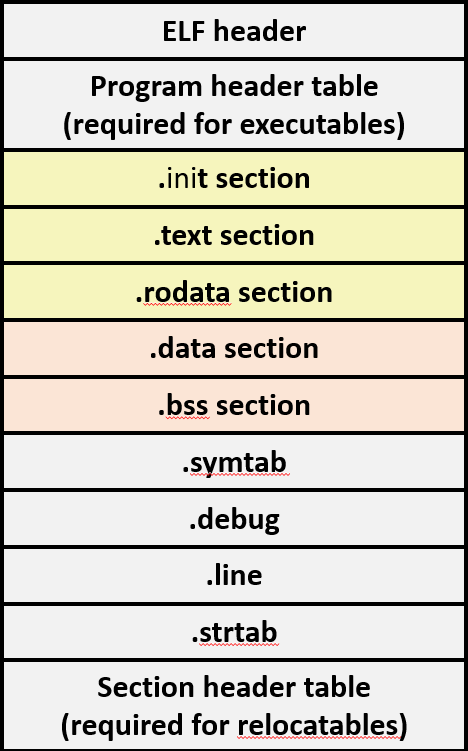 ELF header
Program header table
(required for executables)
.init section
.text section
.rodata section
.data section
.bss section
.symtab
.debug
.line
.strtab
Section header table
(required for relocatables)